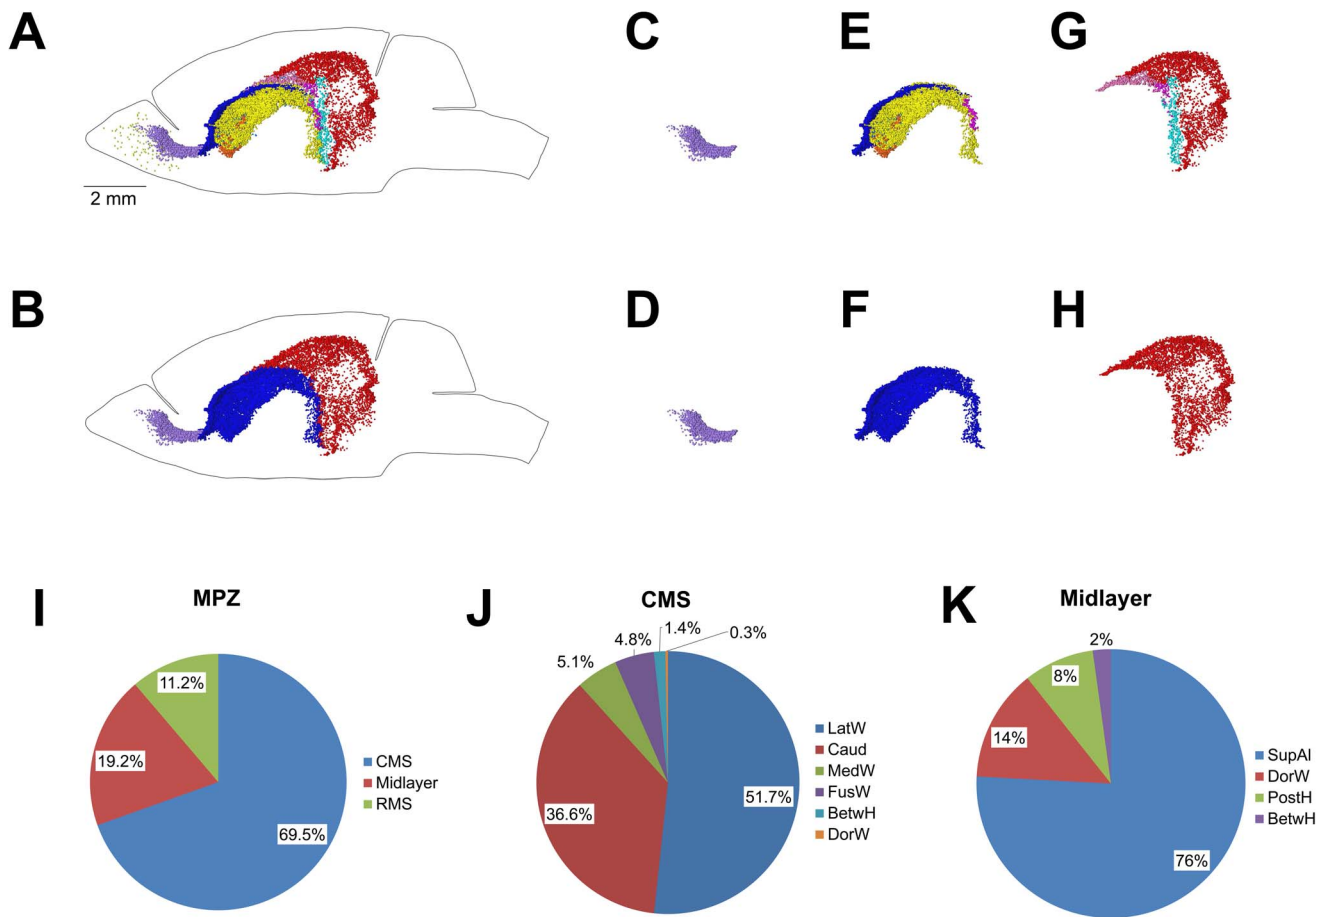 A
C
E
G
2 mm
B
D
F
H
I
MPZ
11.2%
19.2%
69.5%
CMS
Midlayer
RMS
J
CMS
4.8%
1.4%
0.3%
5.1%
36.6%
51.7%
LatW
Caud
MedW
FusW
BetwH
DorW
K
Midlayer
2%
8%
14%
76%
SupAl
DorW
PostH
BetwH